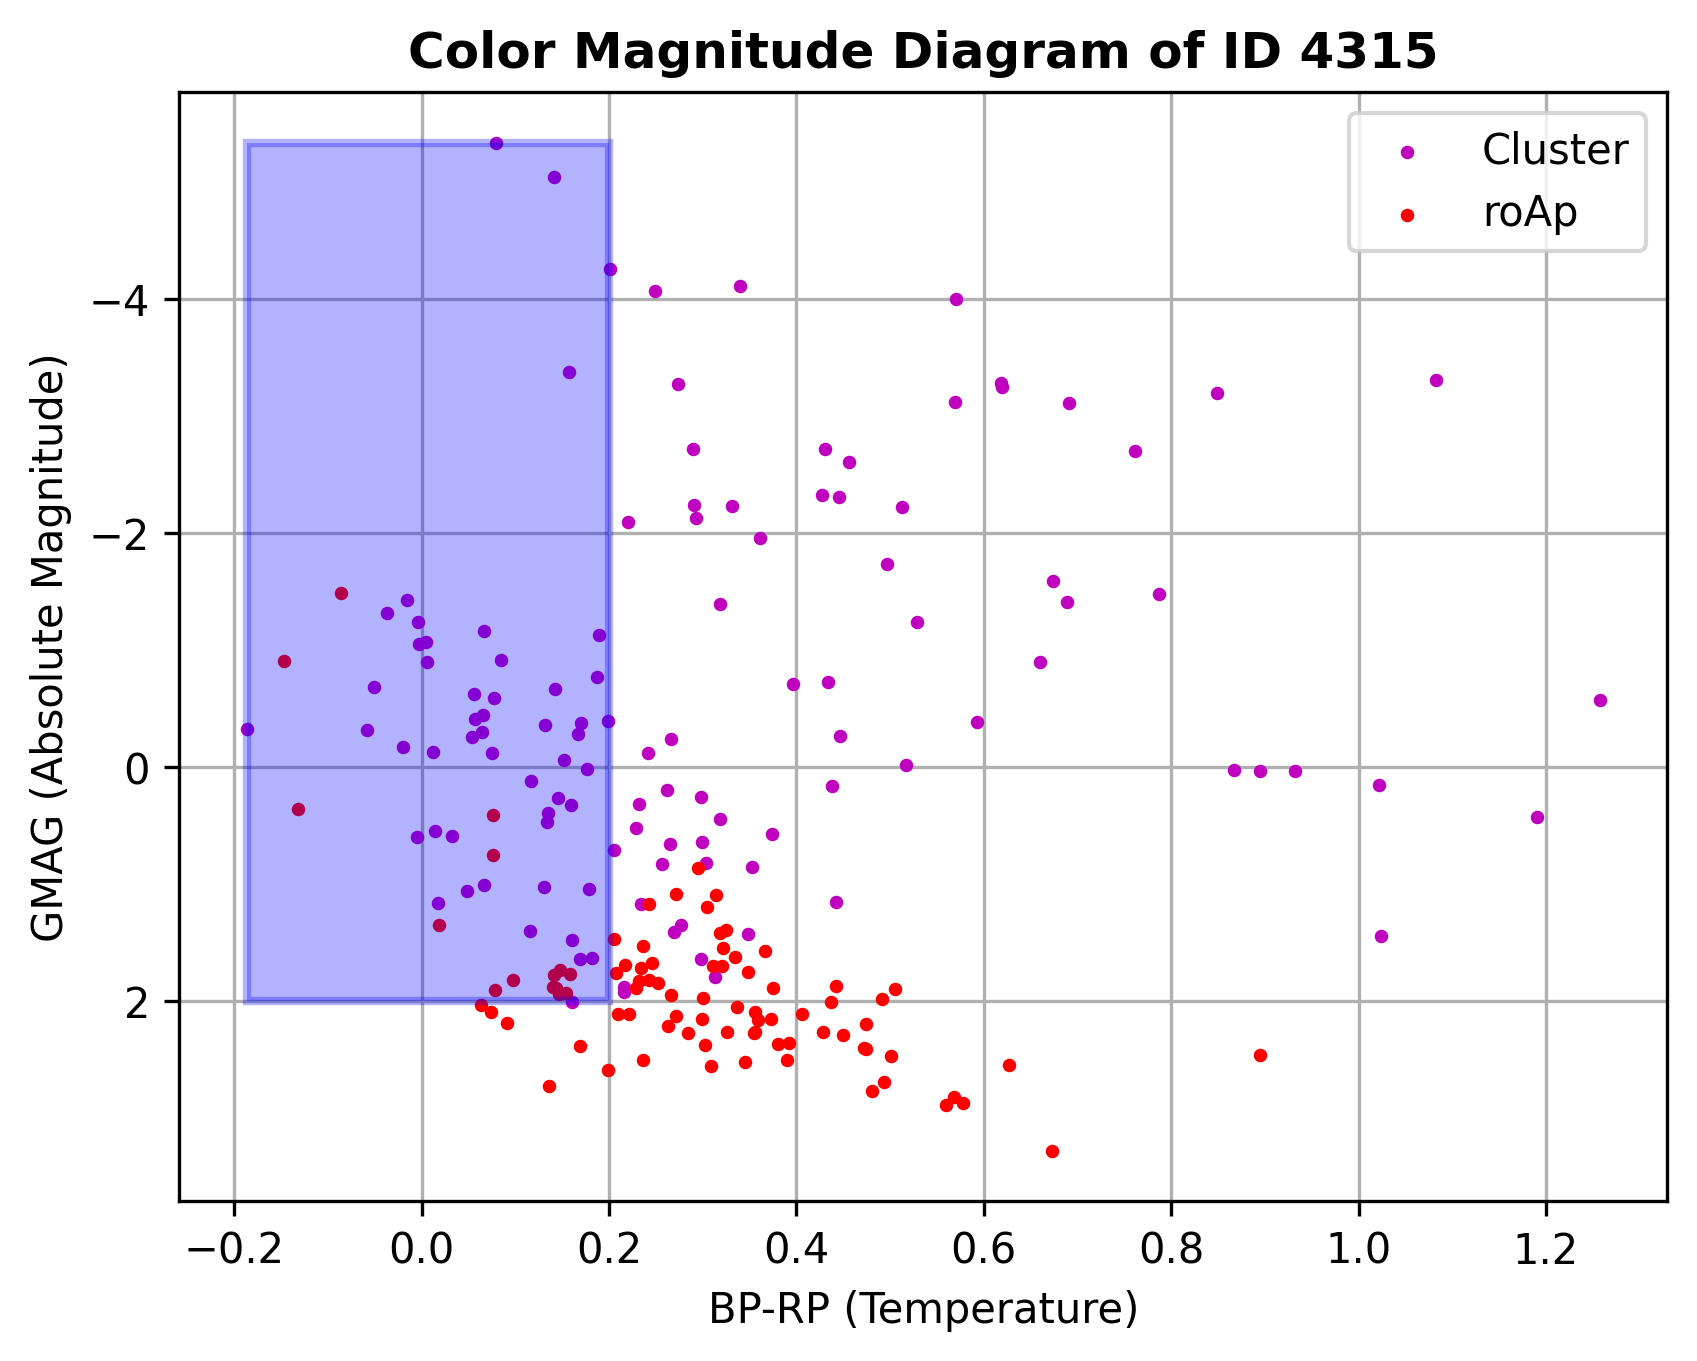 Color Magnitude Diagram of ID 4315
Cluster
roAp
GMAG (Absolute Magnitude)
−4
−2
0
2
−0.2 0.0 0.2 0.4 0.6 0.8 1.0 1.2
BP-RP (Temperature)